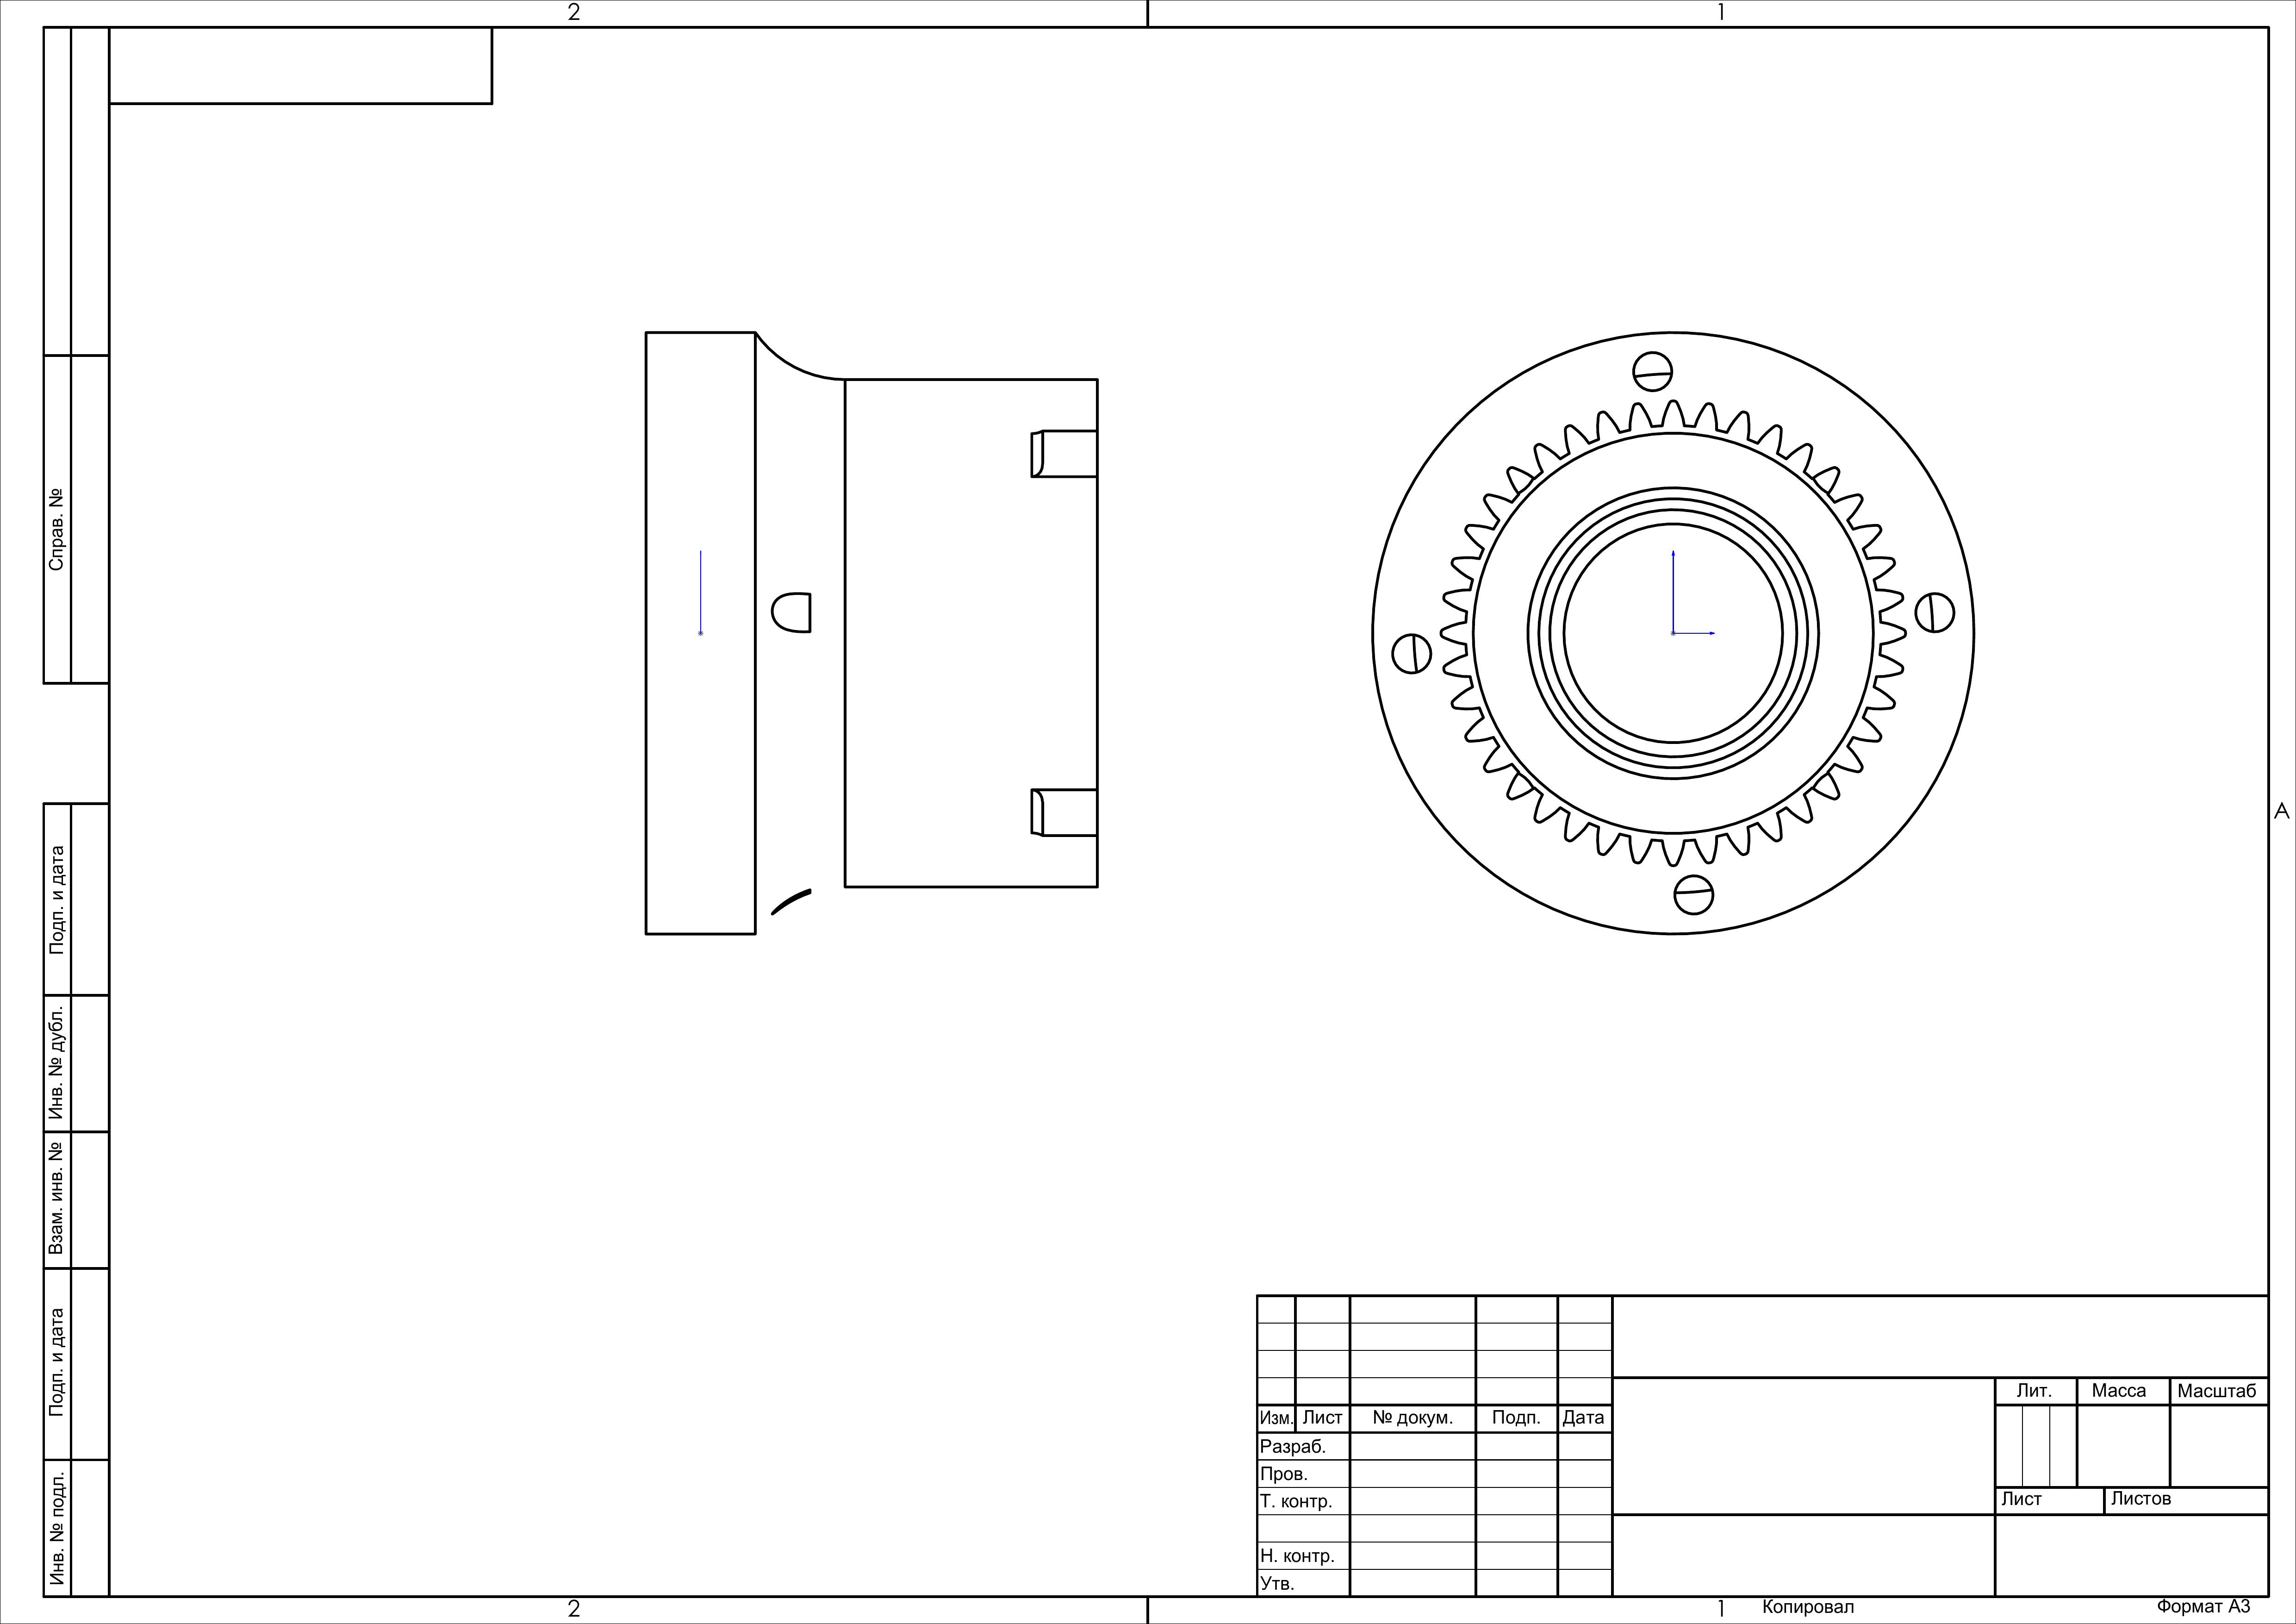 2 1
Справ. №
A
Подп. и дата
Инв. № дубл.
Взам. инв. №
Подп. и дата
Инв. № подл.
Лит. Масса Масштаб
Изм. Лист № докум. Подп. Дата
Разраб.
Пров.
Т. контр.
Лист Листов
Н. контр.
Утв.
2 1 Копировал Формат А3